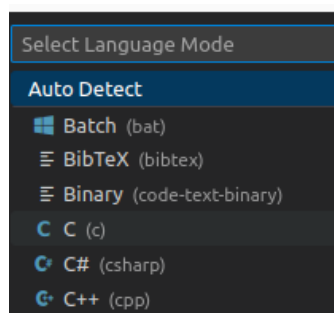 Select Language Mode
Auto Detect
Batch (bat)
BibTeX (bibtex)
Binary (code-text-binary)
C C (c)
C# C# (csharp)
C++ C++ (cpp)